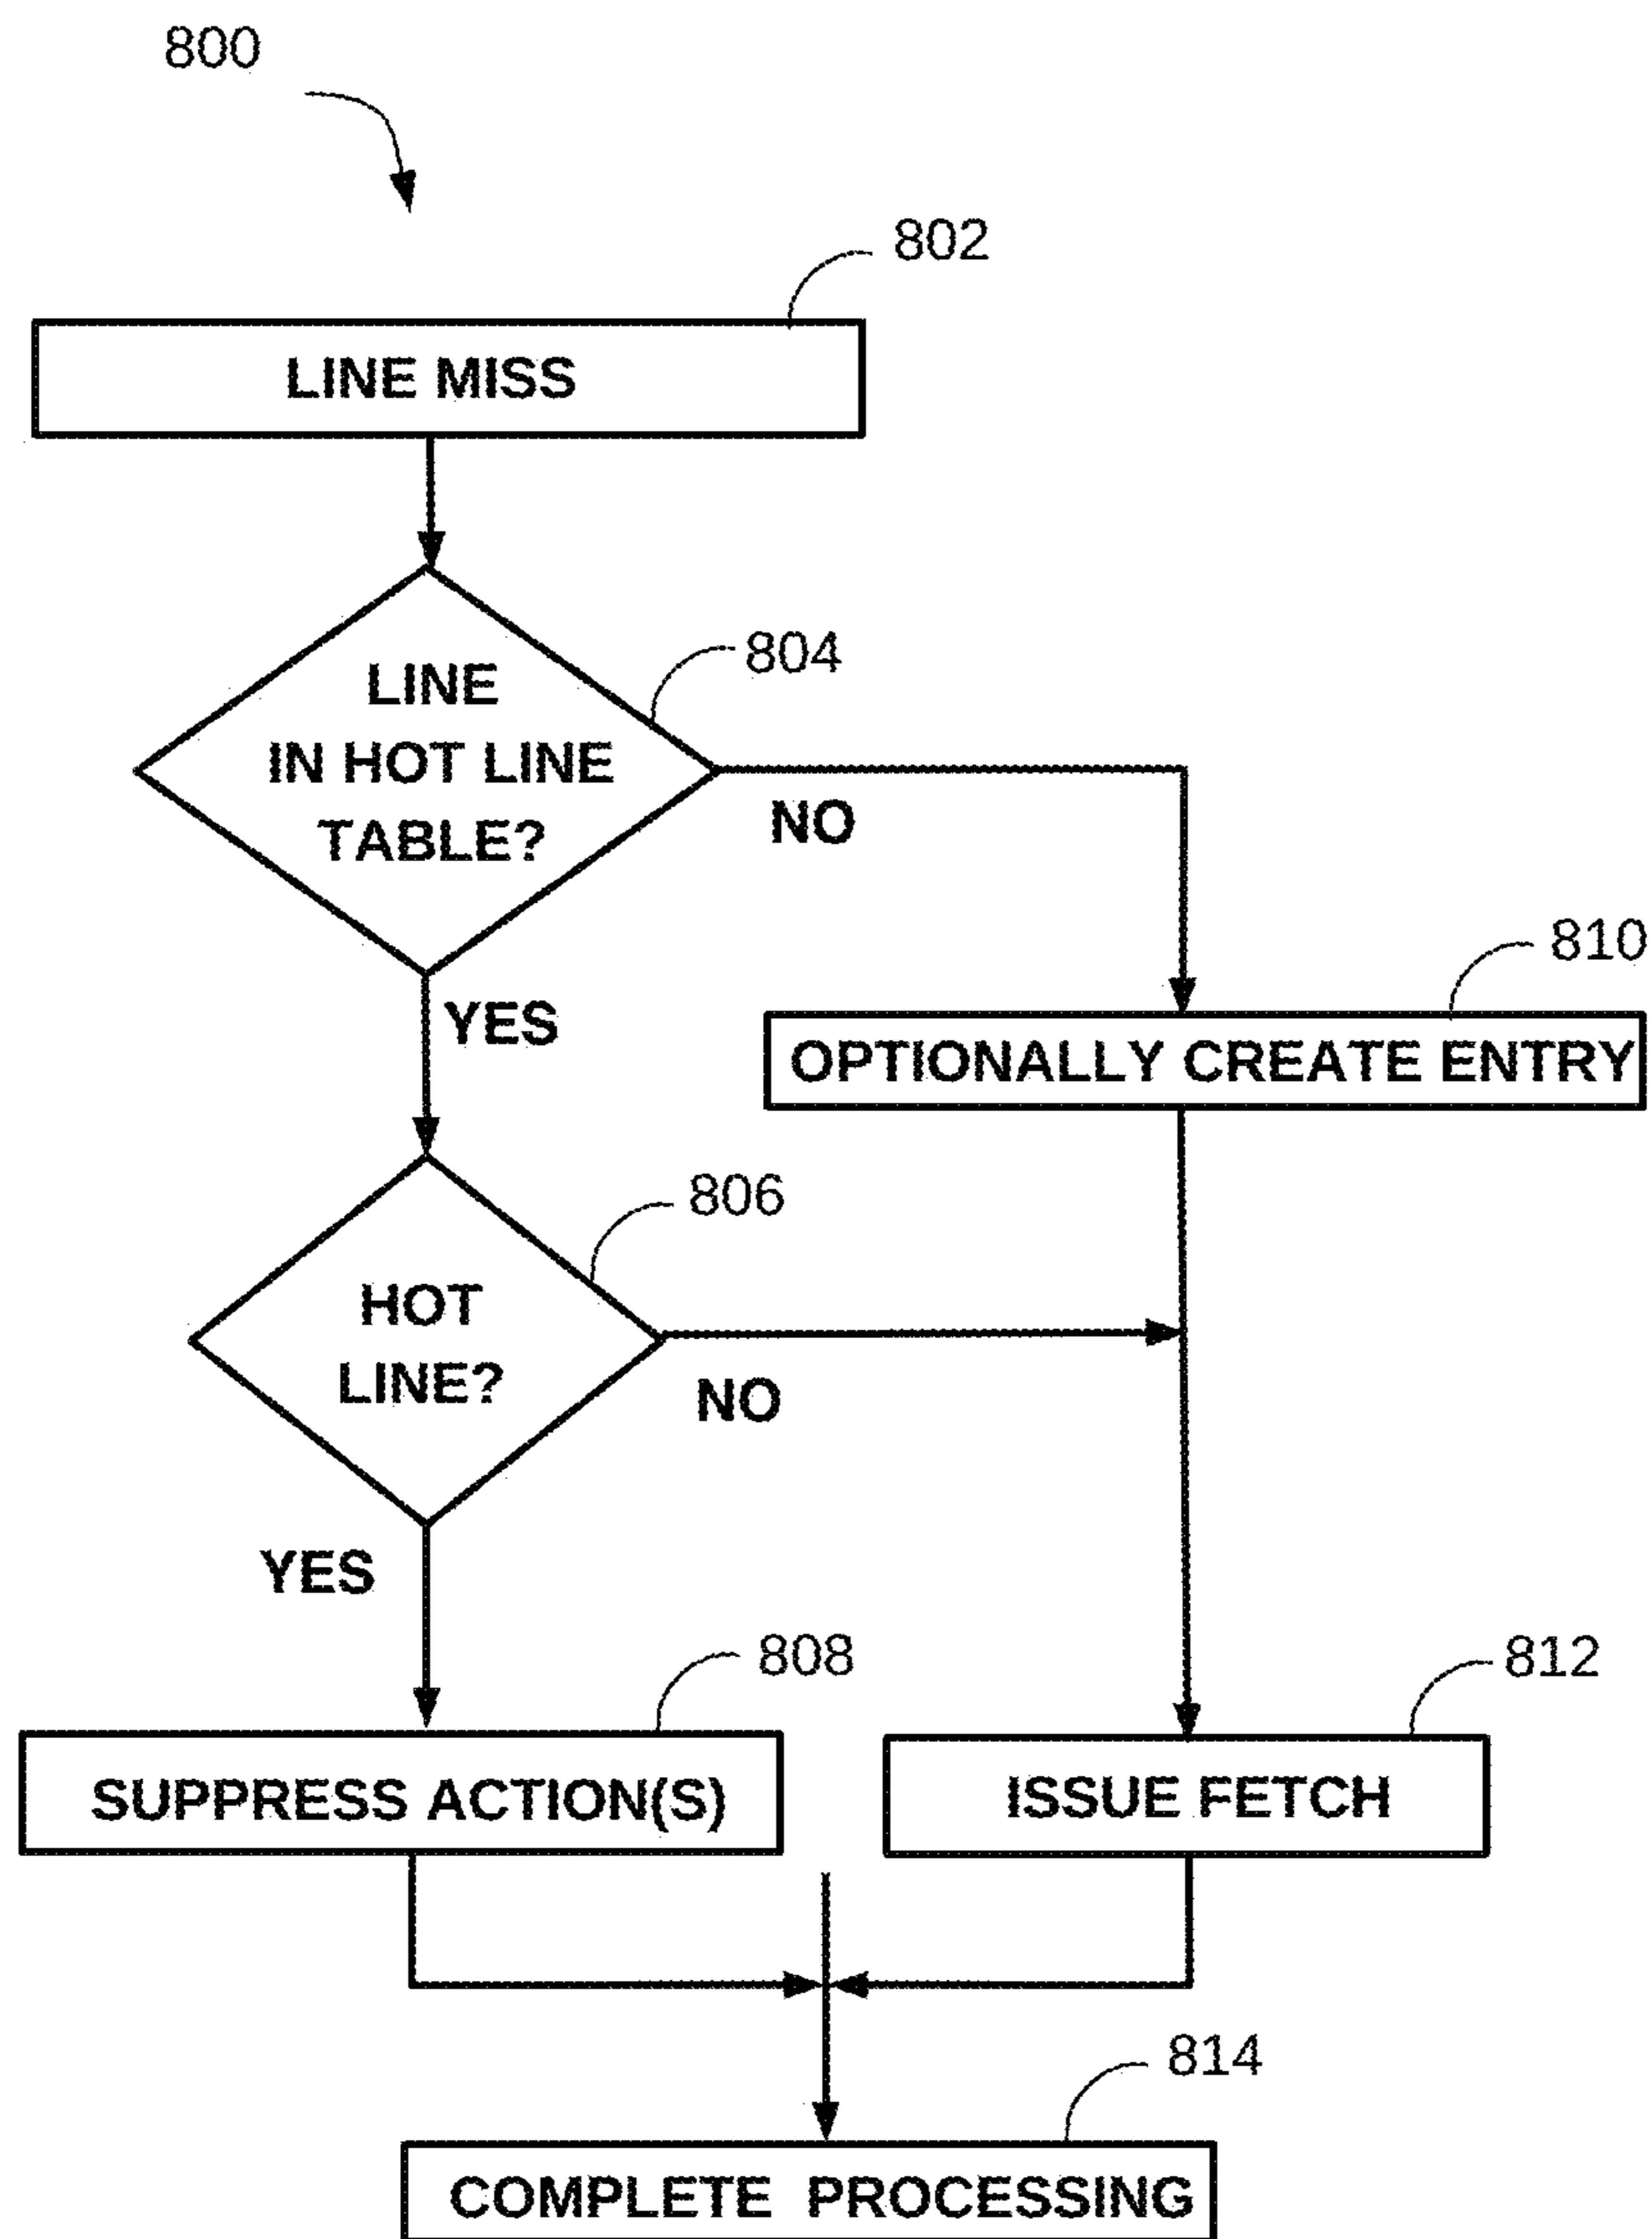 800
802
LINE MISS
804
LINE
IN HOT LINE
TABLE?
NO
YES
810
OPTIONALLY CREATE ENTRY
806
HOT
LINE?
NO
YES
808
SUPPRESS ACTION(S)
812
ISSUE FETCH
814
COMPLETE PROCESSING